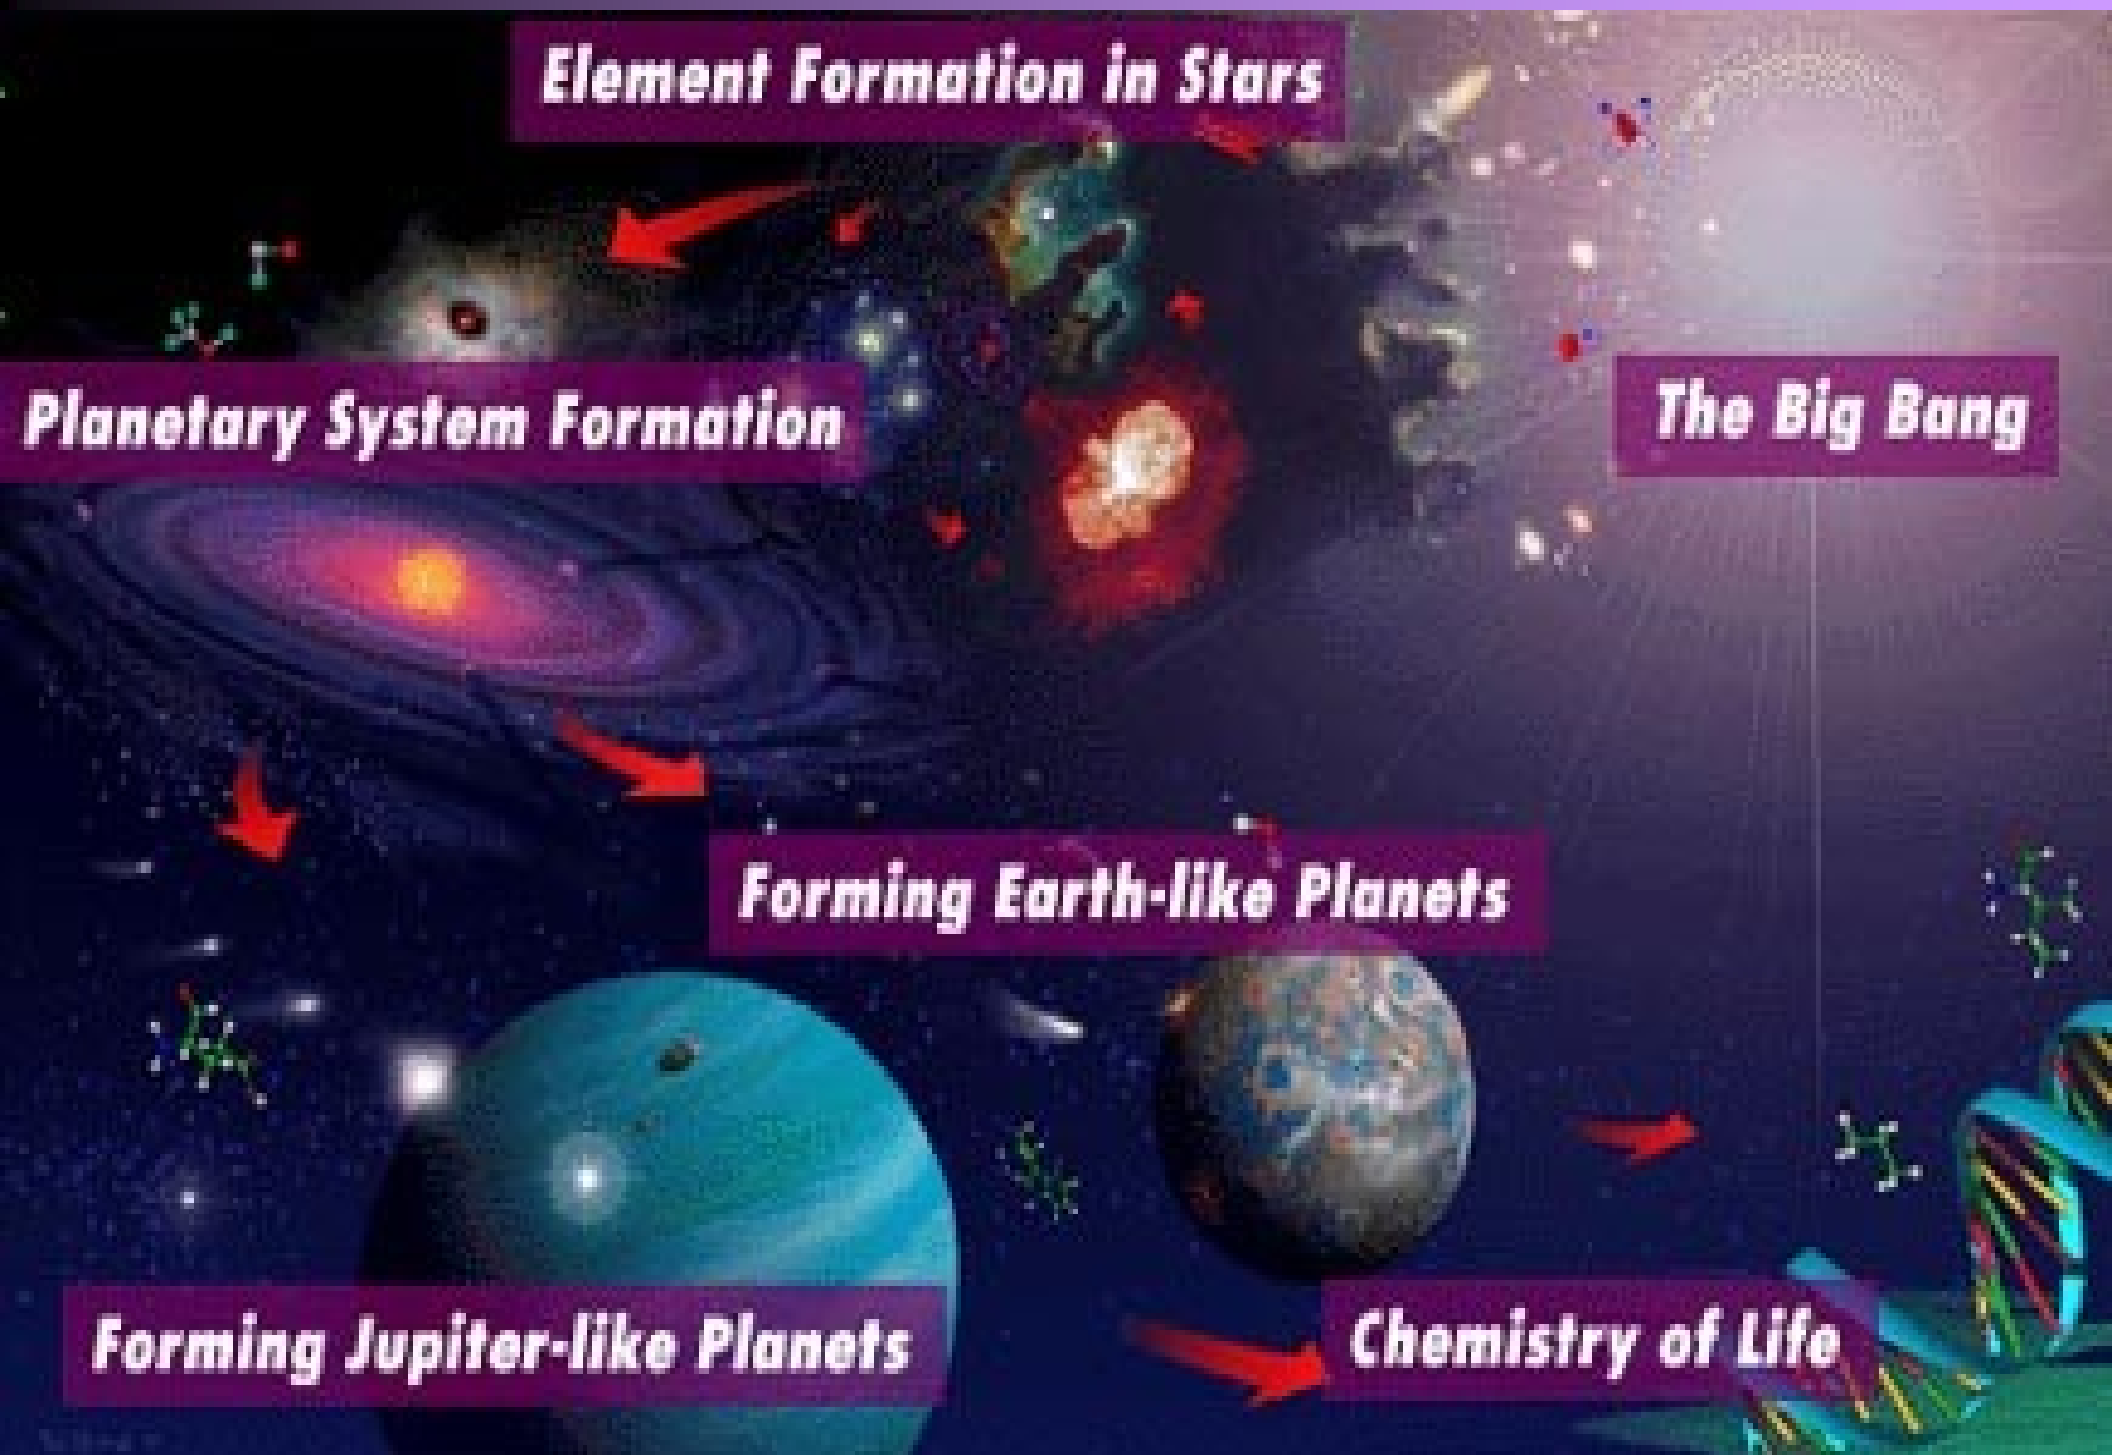 Element Formation in Stars
Planetary System Formation
The Big Bang
Forming Earth-like Planets
Forming Jupiter-like Planets
Chemistry of Life